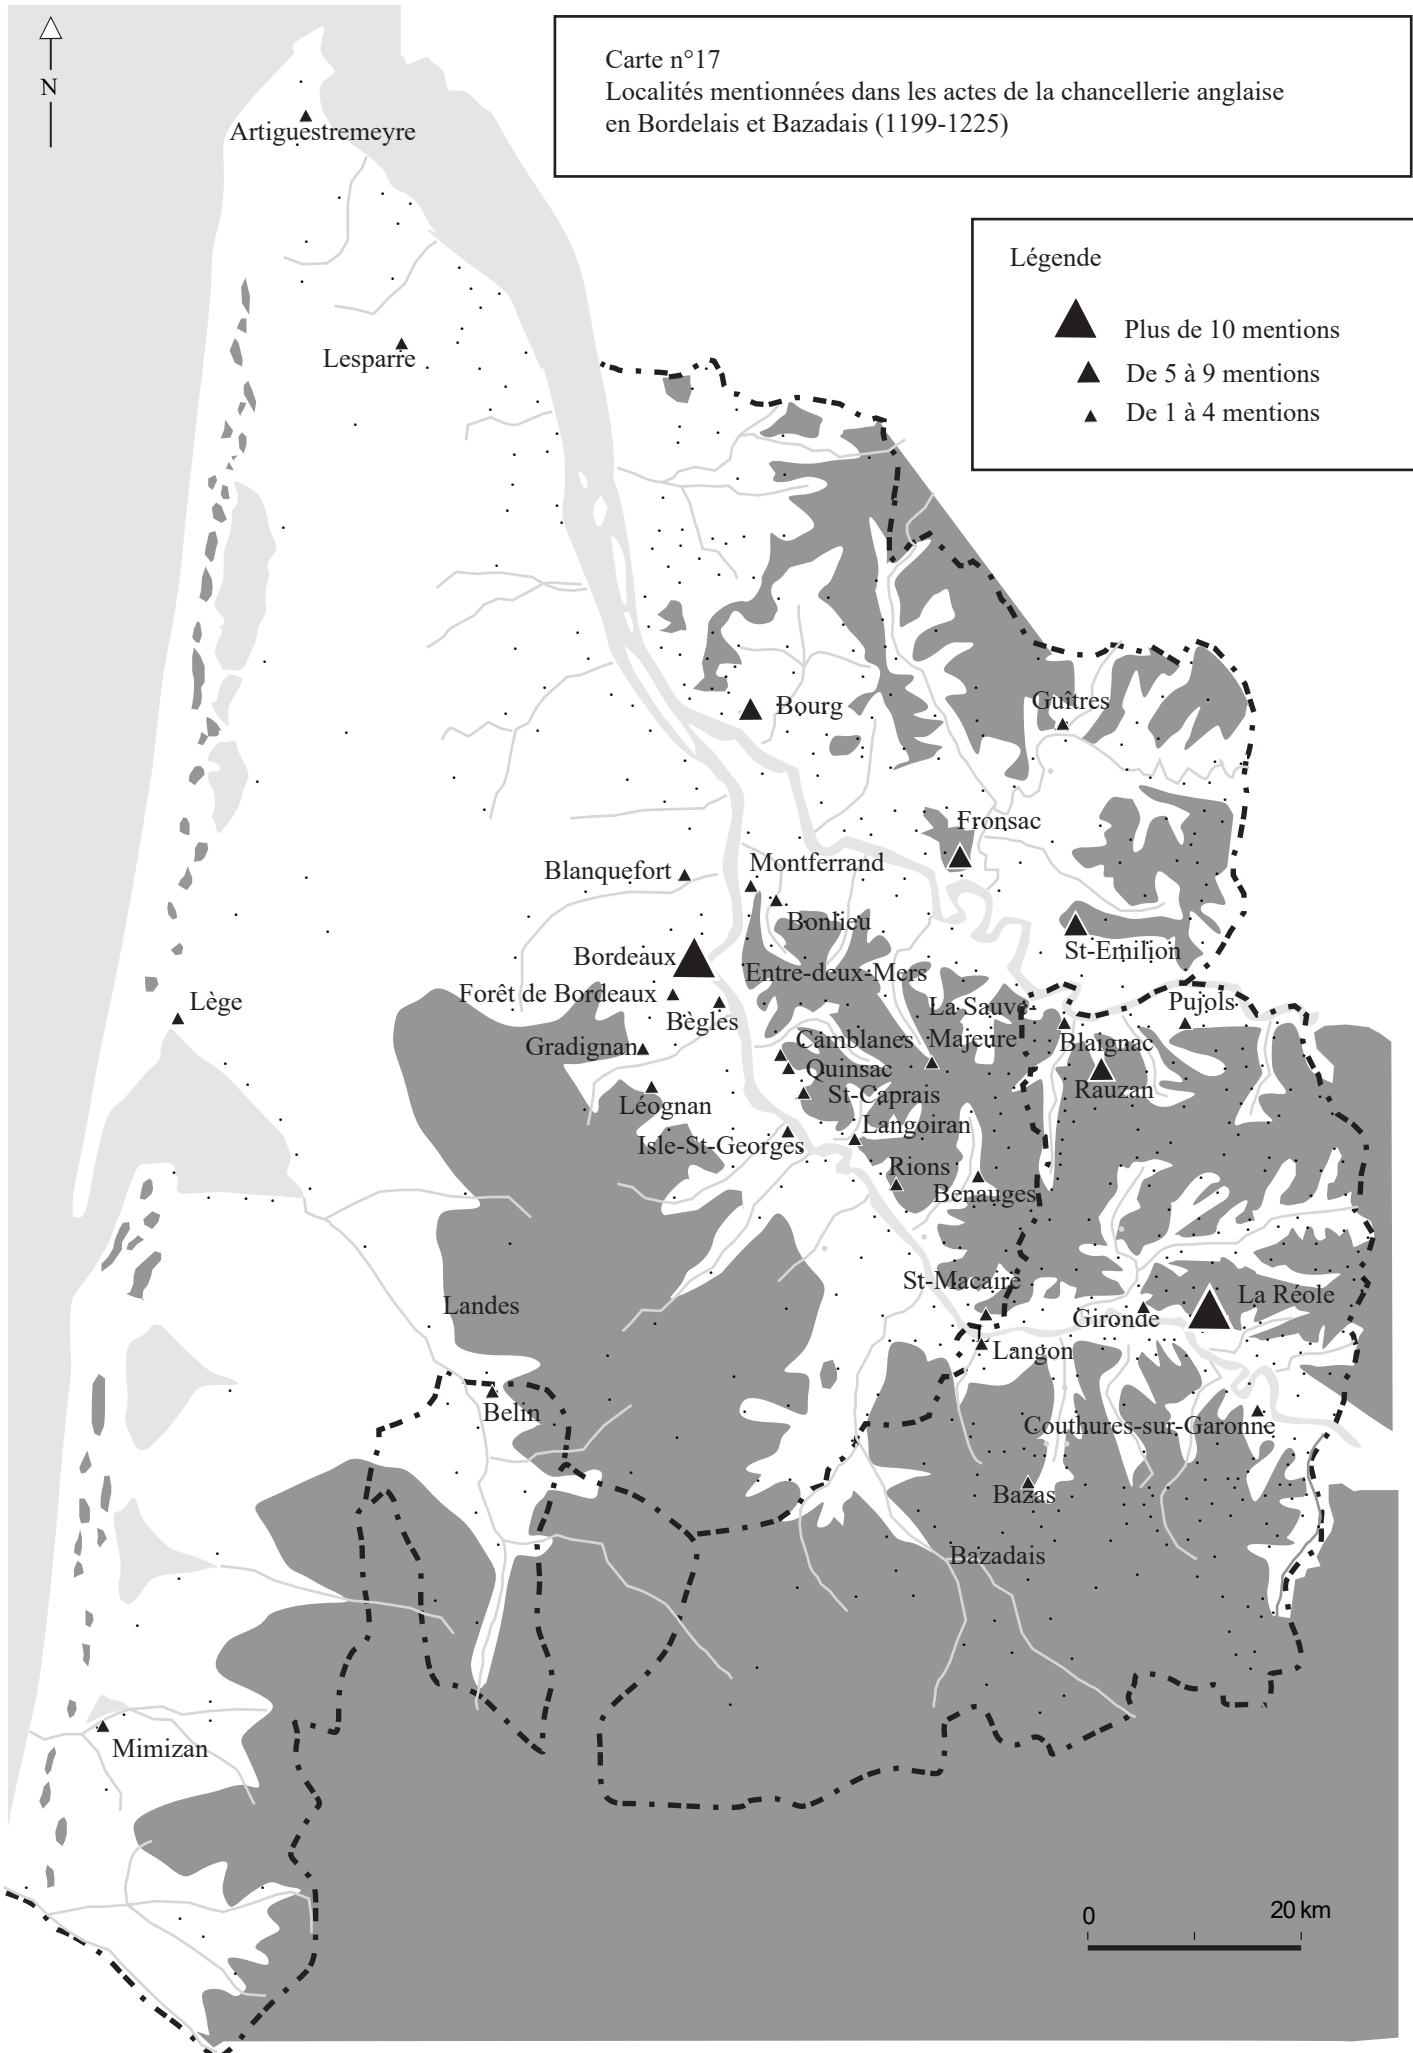 N
Carte n°17
Localités mentionnées dans les actes de la chancellerie anglaise
en Bordelais et Bazadais (1199-1225)
Légende
Plus de 10 mentions
De 5 à 9 mentions
De 1 à 4 mentions
Artiguestremeyre
Lesparre
Bourg
Guîtres
Fronsac
Blanquefort
Montferrand
Bonlieu
St-Emilion
Bordeaux
Entre-deux-Mers
Forêt de Bordeaux
Lège
Bègles
La Sauve-
Majeure
Pujols
Gradignan
Camblanes
Blaignac
Quinsac
Rauzan
St-Caprais
Léognan
Langoiran
Isle-St-Georges
Rions
Benauges
St-Macaire
La Réole
Landes
Gironde
L
Langon
Belin
Couthures-sur-Garonne
Bazas
Bazadais
Mimizan
0
20 km